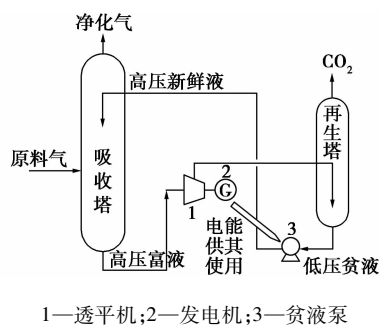 净化气
CO2
高压新鲜液
再生塔
原料气
吸收塔
2
G
1
3
电能
供其
使用
高压富液
低压贫液
1—透平机;2—发电机;3—贫液泵